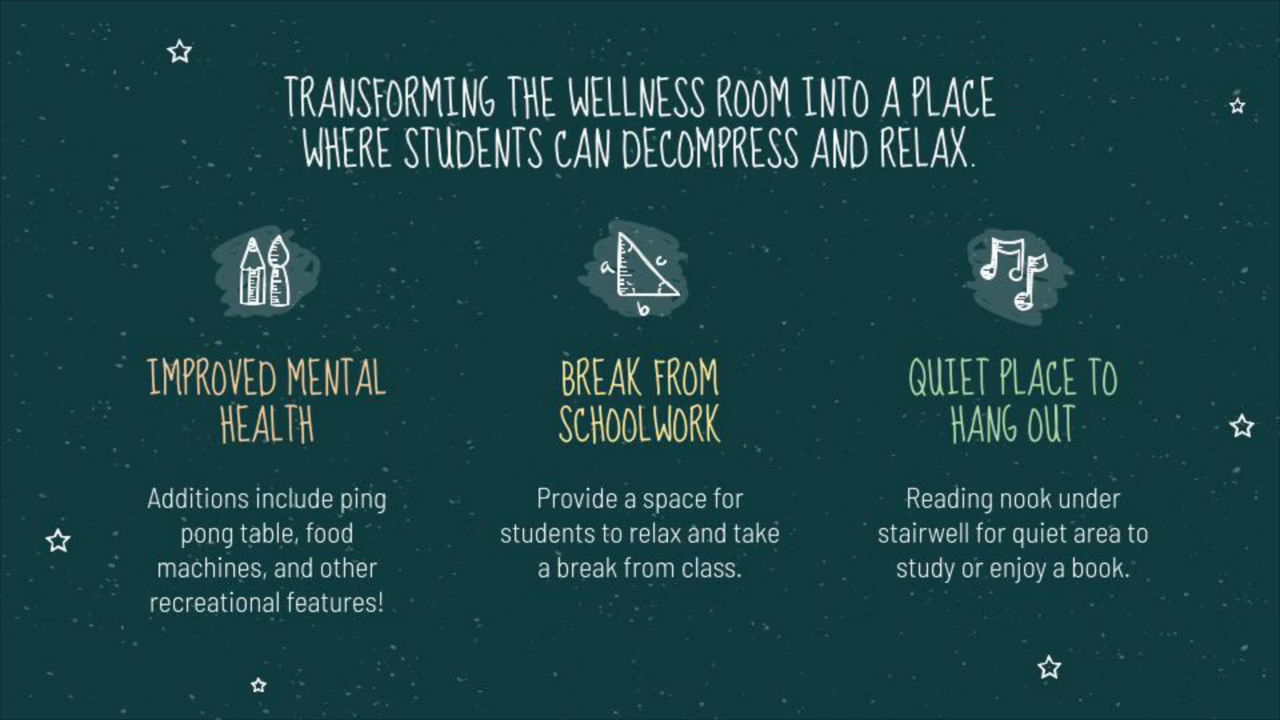 TRANSFORMING THE WELLNESS ROOM INTO A PLACE
WHERE STUDENTS CAN DECOMPRESS AND RELAX.
a
c
b
IMPROVED MENTAL
HEALTH
Additions include ping
pong table, food
machines, and other
recreational features!
BREAK FROM
SCHOOLWORK
Provide a space for
students to relax and take
a break from class.
QUIET PLACE TO
HANG OUT
Reading nook under
stairwell for quiet area to
study or enjoy a book.